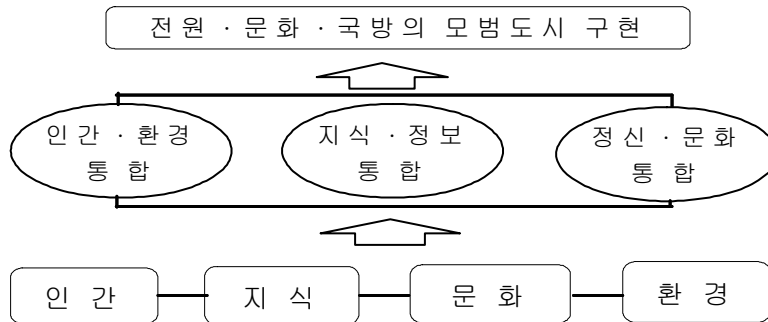 전원 · 문화 · 국방의 모범도시 구현
인간 · 환경 지식 · 정보 정신 · 문화
통합 통합 통합
인간 지식 문화 환경